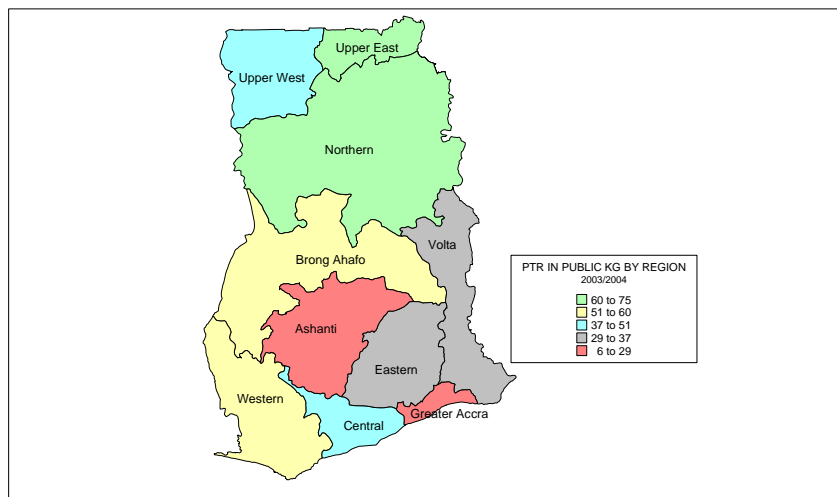 Upper East
Upper West
Northern
Volta
Brong Ahafo
PTR IN PUBLIC KG BY REGION
2003/2004
60 to 75
51 to 60
37 to 51
29 to 37
6 to 29
Ashanti
Eastern
Western
Greater Accra
Central